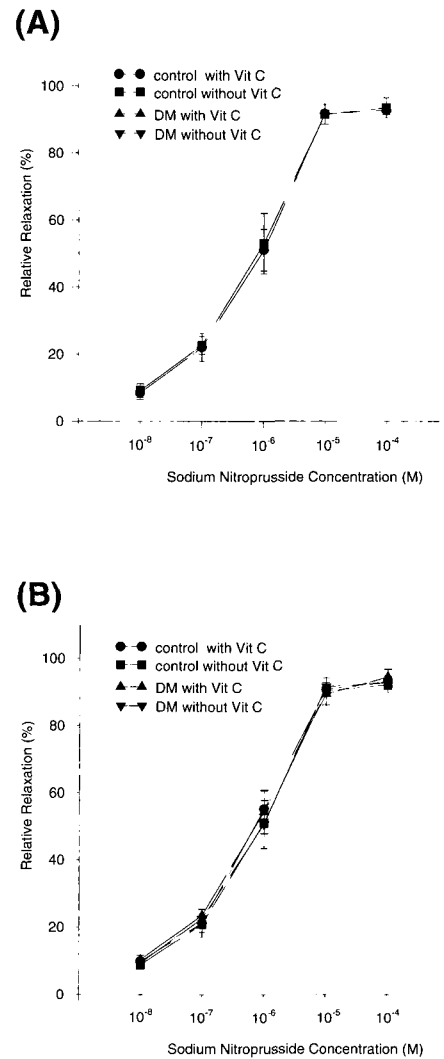 (A)
control with Vit C
control without Vit C
DM with Vit C
DM without Vit C
100
80
60
40
20
0
Relative Relaxation (%)
10⁻⁸ 10⁻⁷ 10⁻⁶ 10⁻⁵ 10⁻⁴
Sodium Nitroprusside Concentration (M)
(B)
control with Vit C
control without Vit C
DM with Vit C
DM without Vit C
100
80
60
40
20
0
Relative Relaxation (%)
10⁻⁸ 10⁻⁷ 10⁻⁶ 10⁻⁵ 10⁻⁴
Sodium Nitroprusside Concentration (M)